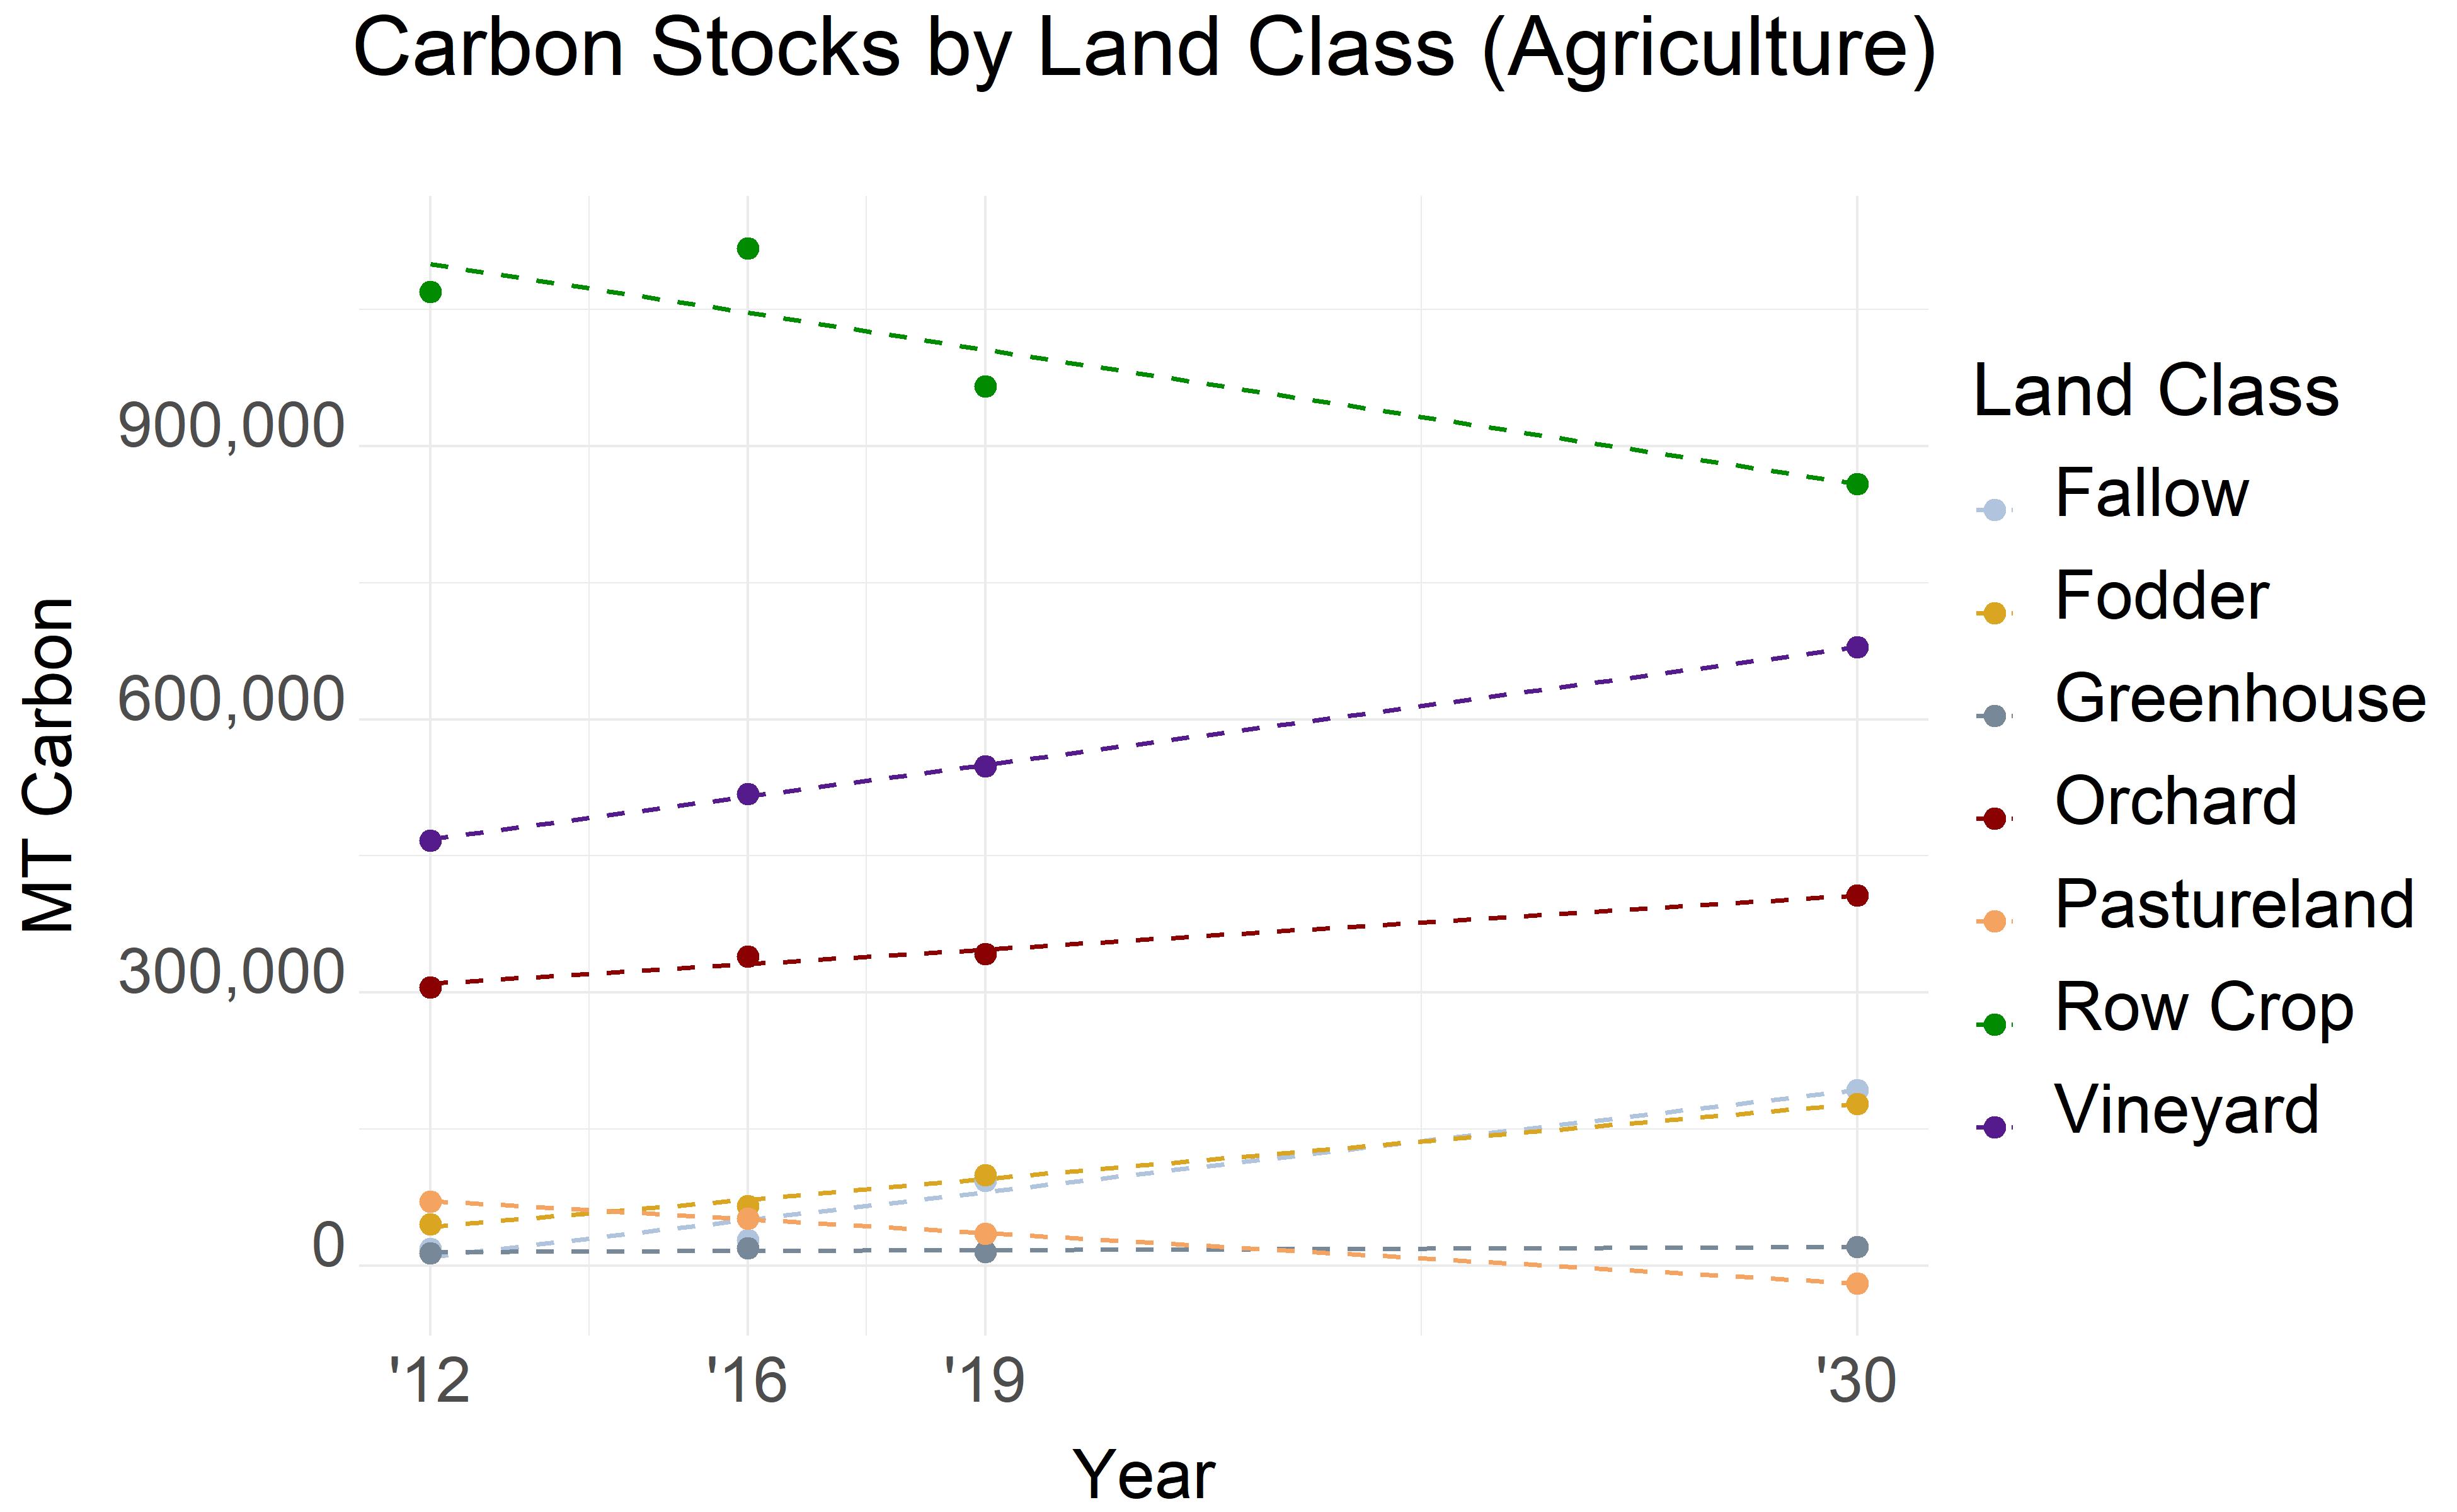 Carbon Stocks by Land Class (Agriculture)
MT Carbon
900,000
600,000
300,000
0
'12 '16 '19 '30
Year
Land Class
Fallow
Fodder
Greenhouse
Orchard
Pastureland
Row Crop
Vineyard